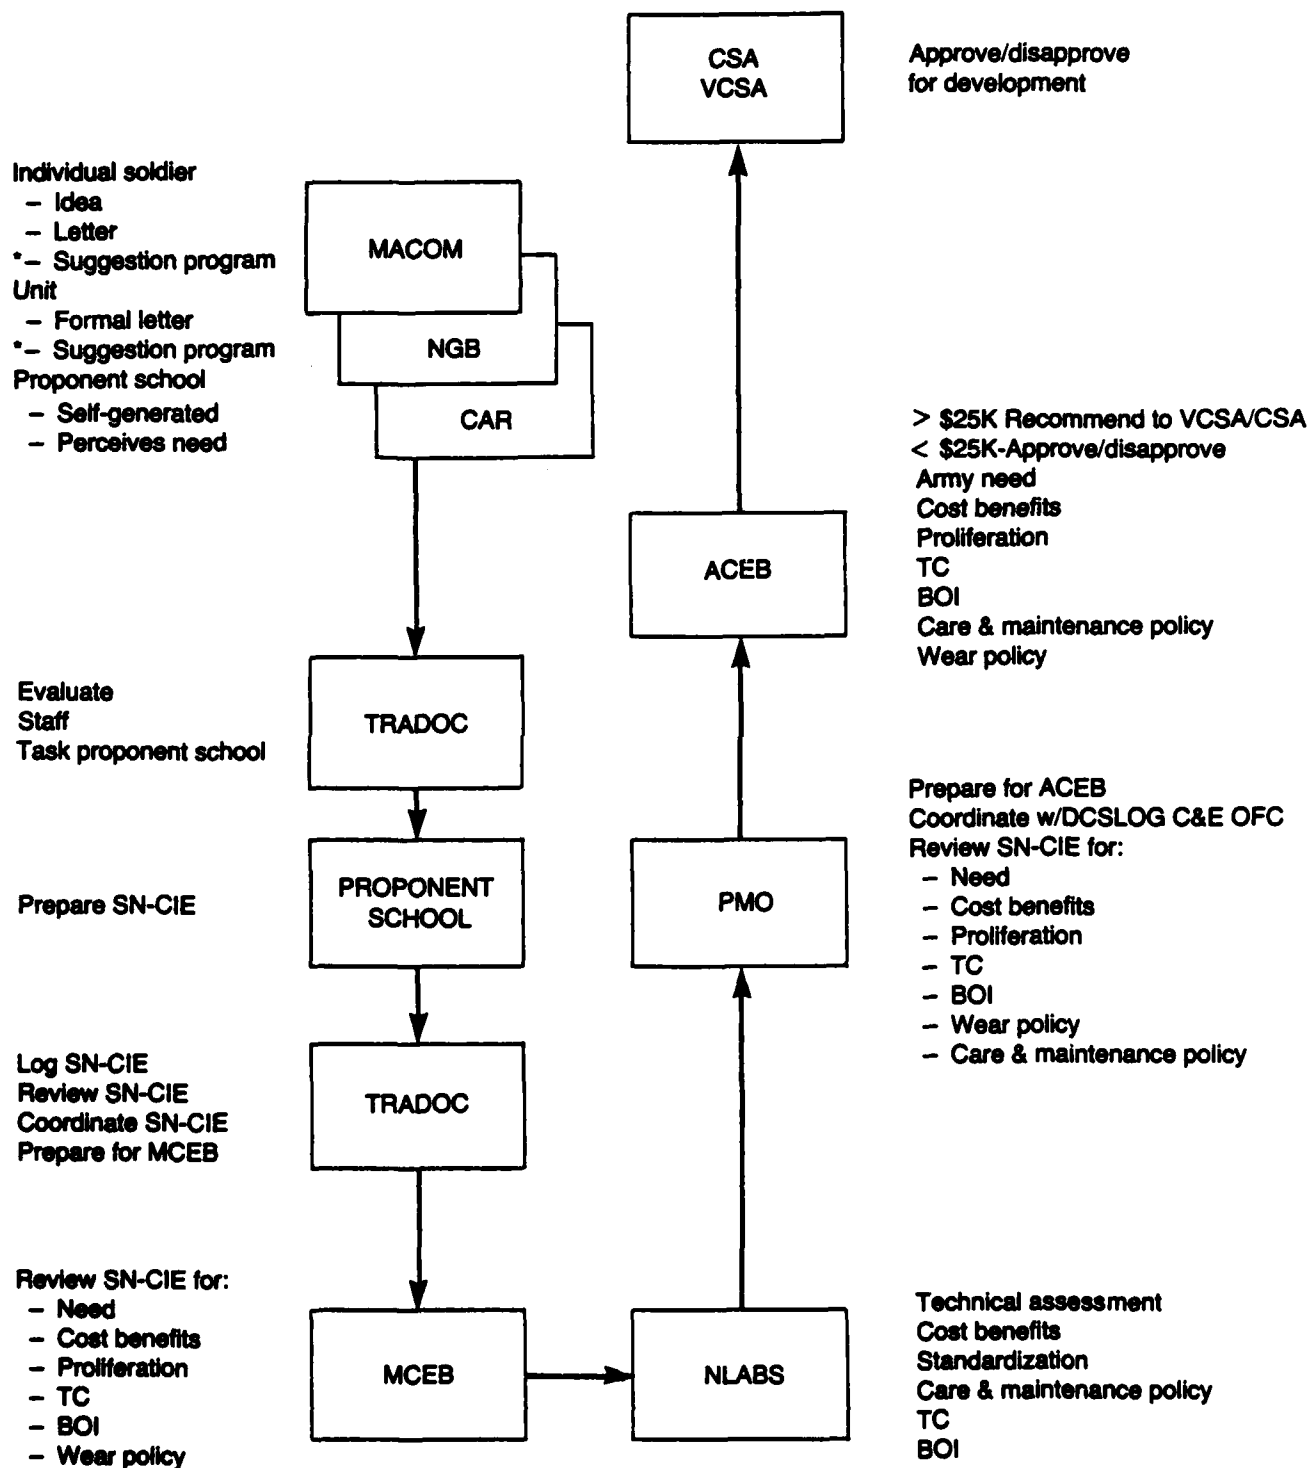 CSA
VCSA
Approve/disapprove
for development
Individual soldier
– Idea
– Letter
*– Suggestion program
Unit
– Formal letter
*– Suggestion program
Proponent school
– Self-generated
– Perceives need
MACOM
NGB
CAR
> $25K Recommend to VCSA/CSA
< $25K-Approve/disapprove
Army need
Cost benefits
Proliferation
TC
BOI
Care & maintenance policy
Wear policy
ACEB
Evaluate
Staff
Task proponent school
TRADOC
Prepare for ACEB
Coordinate w/DCSLOG C&E OFC
Review SN-CIE for:
– Need
– Cost benefits
– Proliferation
– TC
– BOI
– Wear policy
– Care & maintenance policy
PMO
Prepare SN-CIE
PROPONENT
SCHOOL
Log SN-CIE
Review SN-CIE
Coordinate SN-CIE
Prepare for MCEB
TRADOC
Review SN-CIE for:
– Need
– Cost benefits
– Proliferation
– TC
– BOI
– Wear policy
MCEB
NLABS
Technical assessment
Cost benefits
Standardization
Care & maintenance policy
TC
BOI